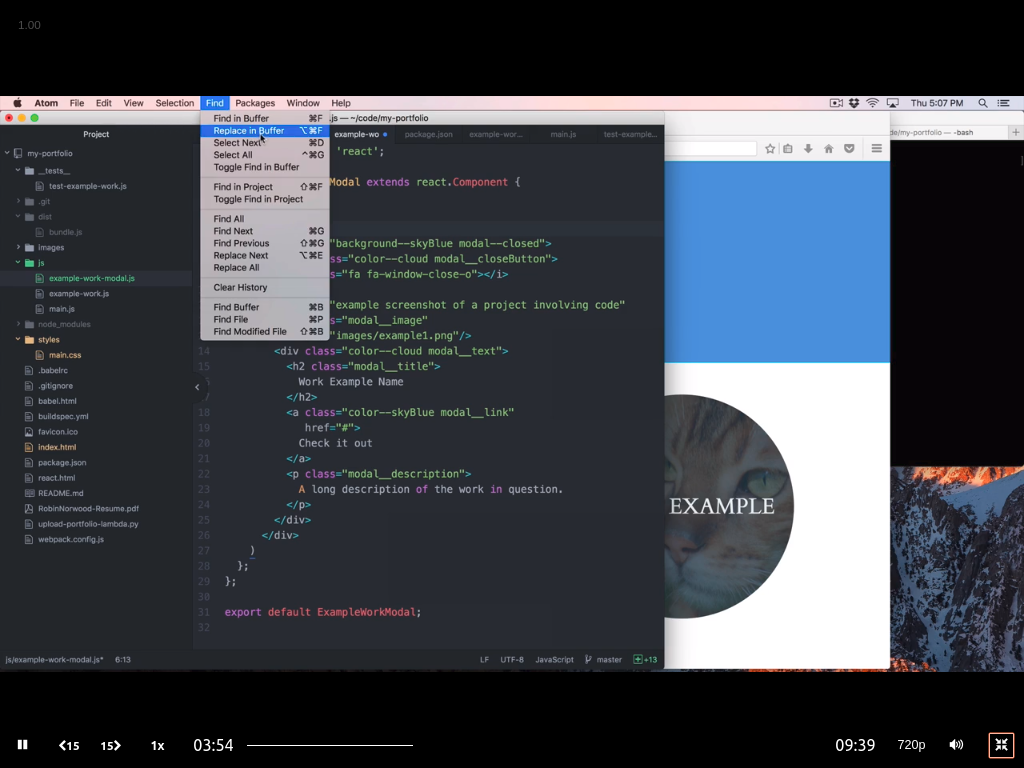 1.00
Atom File Edit View Selection Find Packages Window Help
Thu 5:07 PM
.js — ~/code/my-portfolio
de/my-portfolio — -bash
Project
my-portfolio
__tests__
test-example-work.js
.git
dist
bundle.js
images
js
example-work-modal.js
example-work.js
main.js
node_modules
styles
main.css
.babelrc
.gitignore
babel.html
buildspec.yml
favicon.ico
index.html
package.json
react.html
README.md
RobinNorwood-Resume.pdf
upload-portfolio-lambda.py
webpack.config.js
Find in Buffer ⌘F
Replace in Buffer ⌥⌘F
Select Next ⌘D
Select All ^⌘G
Toggle Find in Buffer
Find in Project ⇧⌘F
Toggle Find in Project
Find All
Find Next ⌘G
Find Previous ⇧⌘G
Replace Next ⌥⌘E
Replace All
Clear History
Find Buffer ⌘B
Find File ⌘P
Find Modified File ⇧⌘B
example-wo package.json example-wor... main.js test-example...
'react';
Modal extends react.Component {
"background--skyBlue modal--closed">
s="color--cloud modal__closeButton">
s="fa fa-window-close-o"></i>
"example screenshot of a project involving code"
s="modal__image"
"images/example1.png"/>
14 <div class="color--cloud modal__text">
15 <h2 class="modal__title">
Work Example Name
</h2>
18 <a class="color--skyBlue modal__link"
19 href="#">
20 Check it out
21 </a>
22 <p class="modal__description">
23 A long description of the work in question.
24 </p>
25 </div>
26 </div>
27 )
28 };
29 };
30
31 export default ExampleWorkModal;
32
EXAMPLE
js/example-work-modal.js* 6:13 LF UTF-8 JavaScript master +13
15 15 1x 03:54 09:39 720p